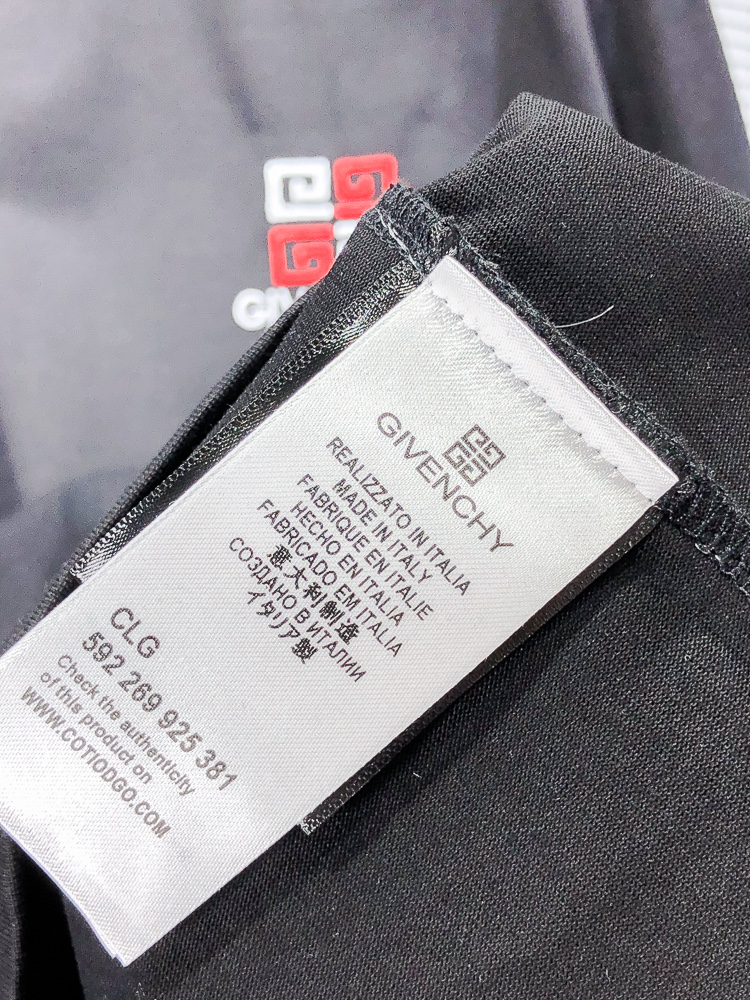 GIVENCHY
REALIZZATO IN ITALIA
MADE IN ITALY
FABRIQUE EN ITALIE
HECHO EN ITALIA
FABRICADO EM ITALIA
意大利制造
СОЗДАНО В ИТАЛИИ
イタリア製
CLG
592 269 925 381
Check the authenticity
of this product on
WWW.COTIODGO.COM